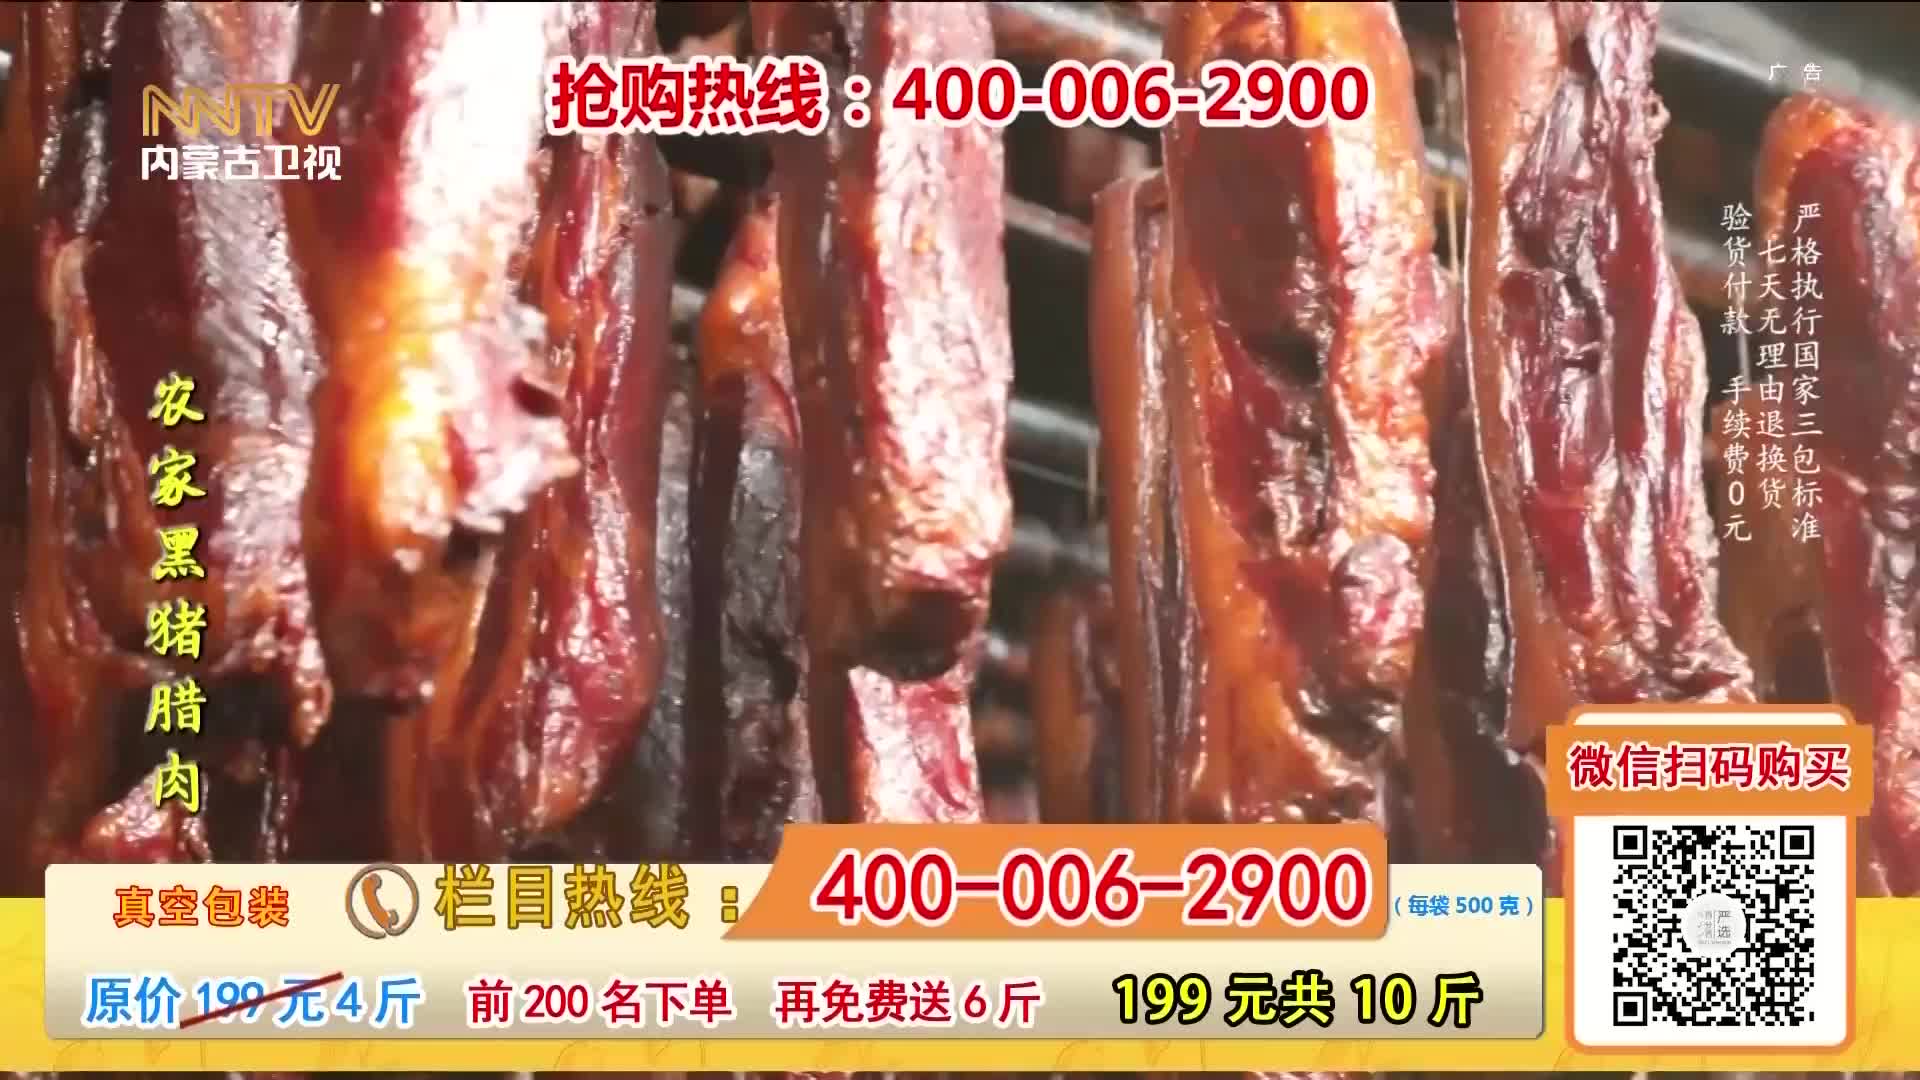 抢购热线：400-006-2900
广告
NNTV
内蒙古卫视
严格执行国家三包标准
七天无理由退换货
验货付款 手续费0元
农家黑猪腊肉
微信扫码购买
真空包装
栏目热线：
400-006-2900
（每袋500克）
原价199元4斤
前200名下单 再免费送6斤
199元共10斤
严选